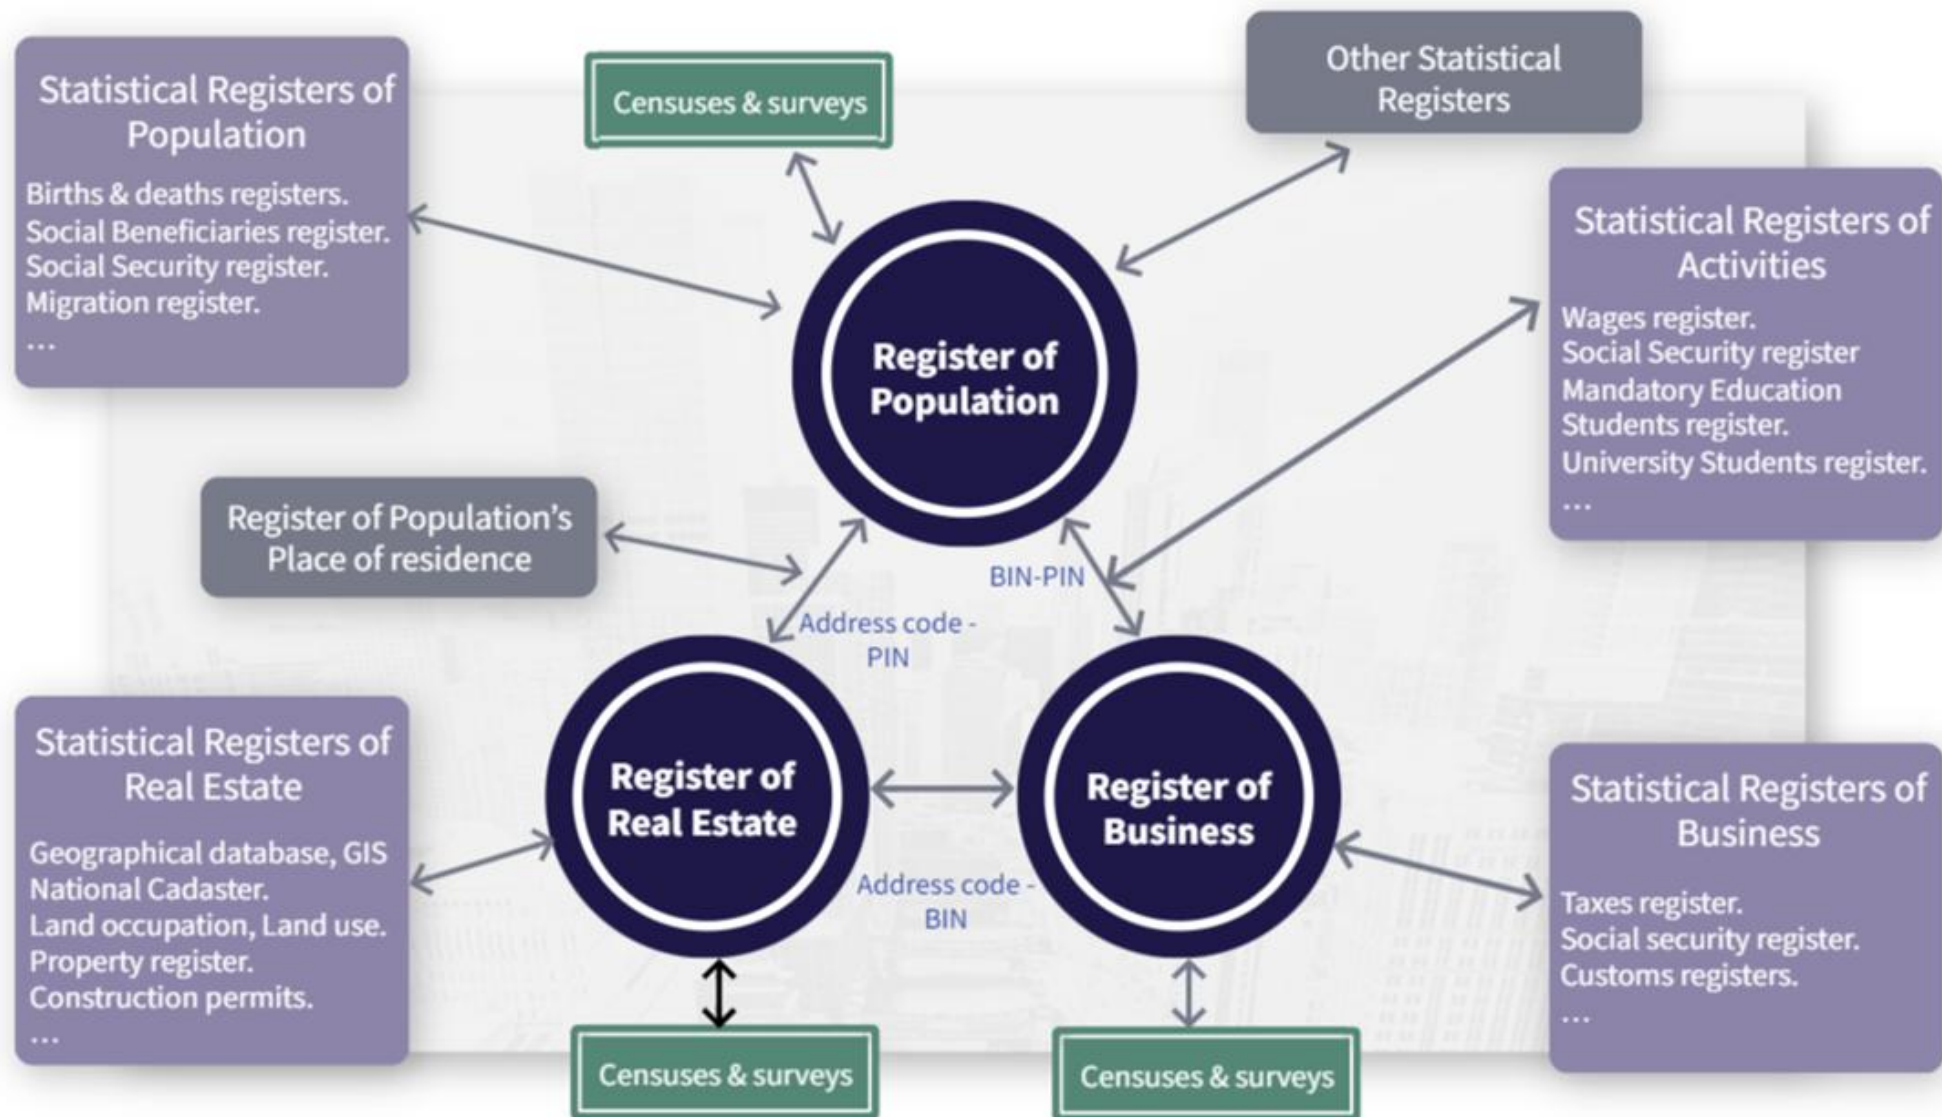 Statistical Registers of
Population
Births & deaths registers.
Social Beneficiaries register.
Social Security register.
Migration register.
...
Censuses & surveys
Other Statistical
Registers
Statistical Registers of
Activities
Wages register.
Social Security register
Mandatory Education
Students register.
University Students register.
...
Register of
Population
Register of Population's
Place of residence
BIN-PIN
Address code -
PIN
Statistical Registers of
Real Estate
Geographical database, GIS
National Cadaster.
Land occupation, Land use.
Property register.
Construction permits.
...
Register of
Real Estate
Address code -
BIN
Register of
Business
Statistical Registers of
Business
Taxes register.
Social security register.
Customs registers.
...
Censuses & surveys
Censuses & surveys